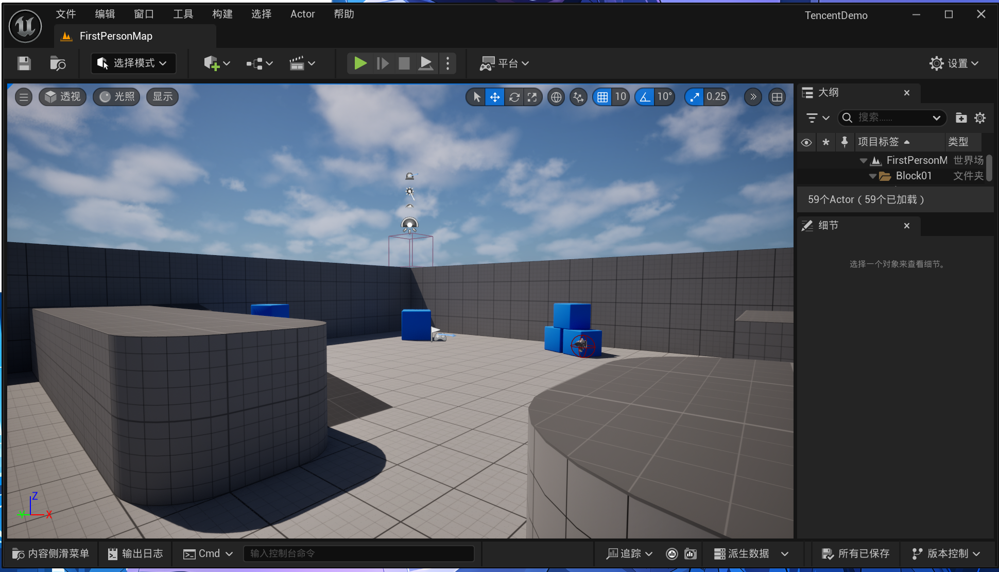 文件 编辑 窗口 工具 构建 选择 Actor 帮助 TencentDemo
FirstPersonMap
选择模式 平台 设置
透视 光照 显示 10 10° 0.25
大纲
搜索......
项目标签 类型
FirstPersonM 世界场
Block01 文件夹
59个Actor（59个已加载）
细节
选择一个对象来查看细节。
Z
Y X
内容侧滑菜单 输出日志 Cmd 输入控制台命令 追踪 派生数据 所有已保存 版本控制